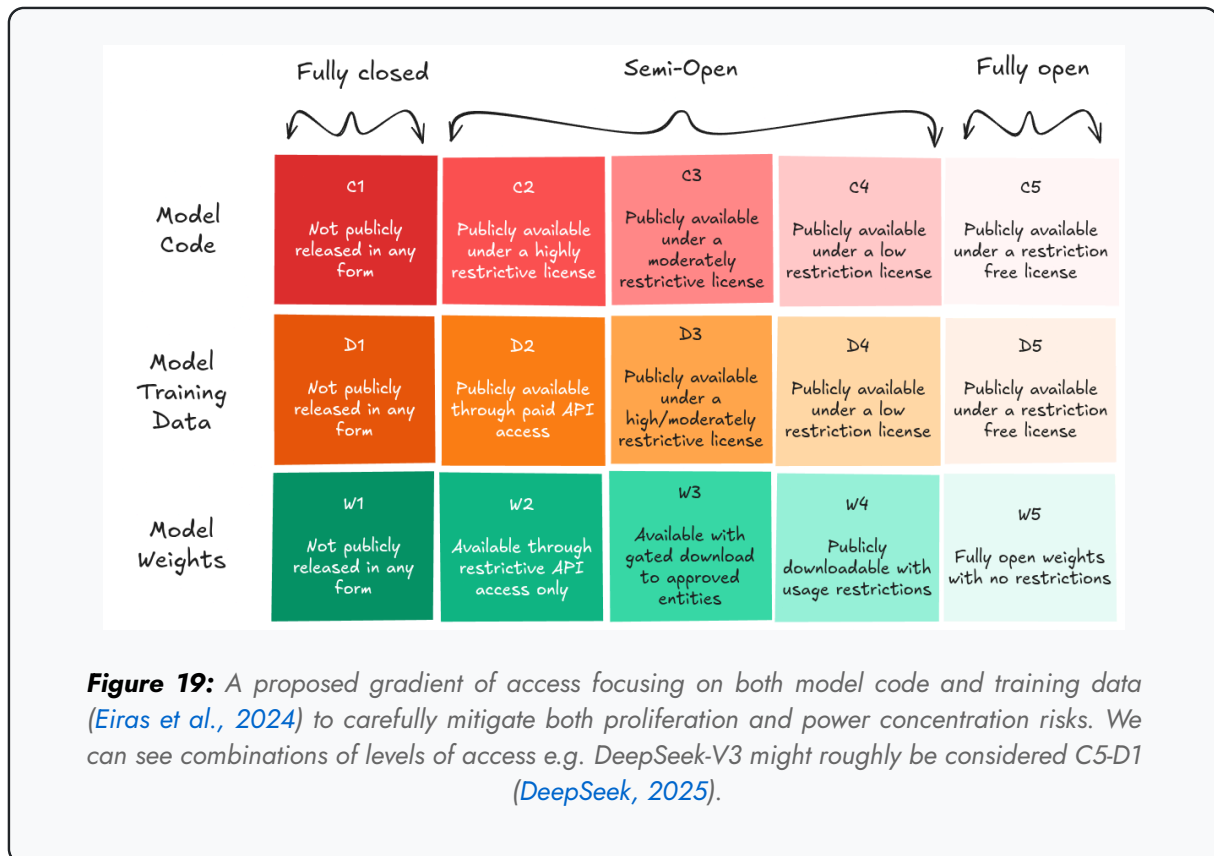 Fully closed
Semi-Open
Fully open
Model
Code
C1
Not publicly
released in any
form
C2
Publicly available
under a highly
restrictive license
C3
Publicly available
under a
moderately
restrictive license
C4
Publicly available
under a low
restriction license
C5
Publicly available
under a restriction
free license
Model
Training
Data
D1
Not publicly
released in any
form
D2
Publicly available
through paid API
access
D3
Publicly available
under a
high/moderately
restrictive license
D4
Publicly available
under a low
restriction license
D5
Publicly available
under a restriction
free license
Model
Weights
W1
Not publicly
released in any
form
W2
Available through
restrictive API
access only
W3
Available with
gated download
to approved
entities
W4
Publicly
downloadable with
usage restrictions
W5
Fully open weights
with no restrictions
Figure 19: A proposed gradient of access focusing on both model code and training data
(Eiras et al., 2024) to carefully mitigate both proliferation and power concentration risks. We
can see combinations of levels of access e.g. DeepSeek-V3 might roughly be considered C5-D1
(DeepSeek, 2025).